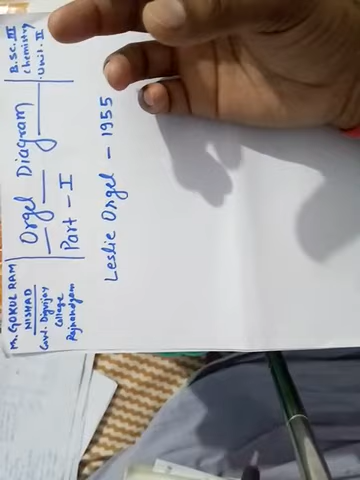 M. GOKUL RAM
NISHAD
Govt. Digvijay
College
Rajnandgaon
Orgel Diagram
Part - I
B.Sc. III
Chemistry
Unit. II
Leslie Orgel - 1955